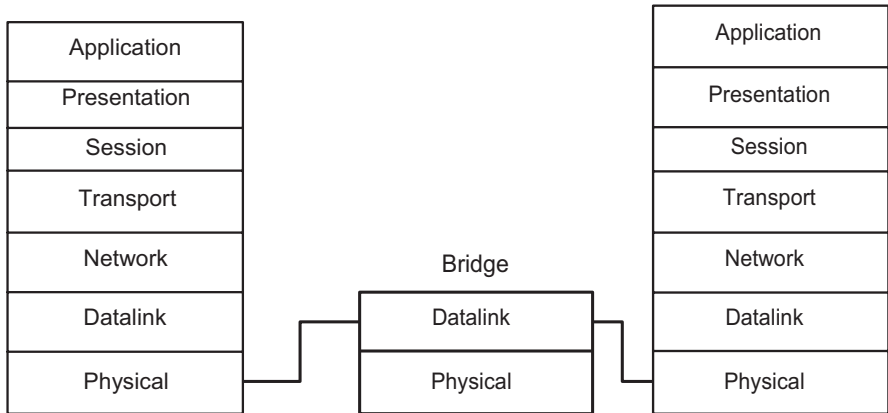 Application
Presentation
Session
Transport
Network
Datalink
Physical
Bridge
Datalink
Physical
Application
Presentation
Session
Transport
Network
Datalink
Physical